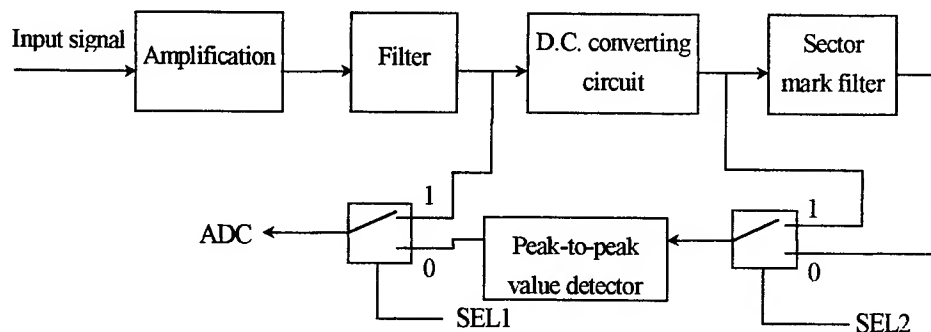 Input signal
Amplification
Filter
D.C. converting
circuit
Sector
mark filter
1
1
ADC
Peak-to-peak
value detector
0
0
SEL1
SEL2